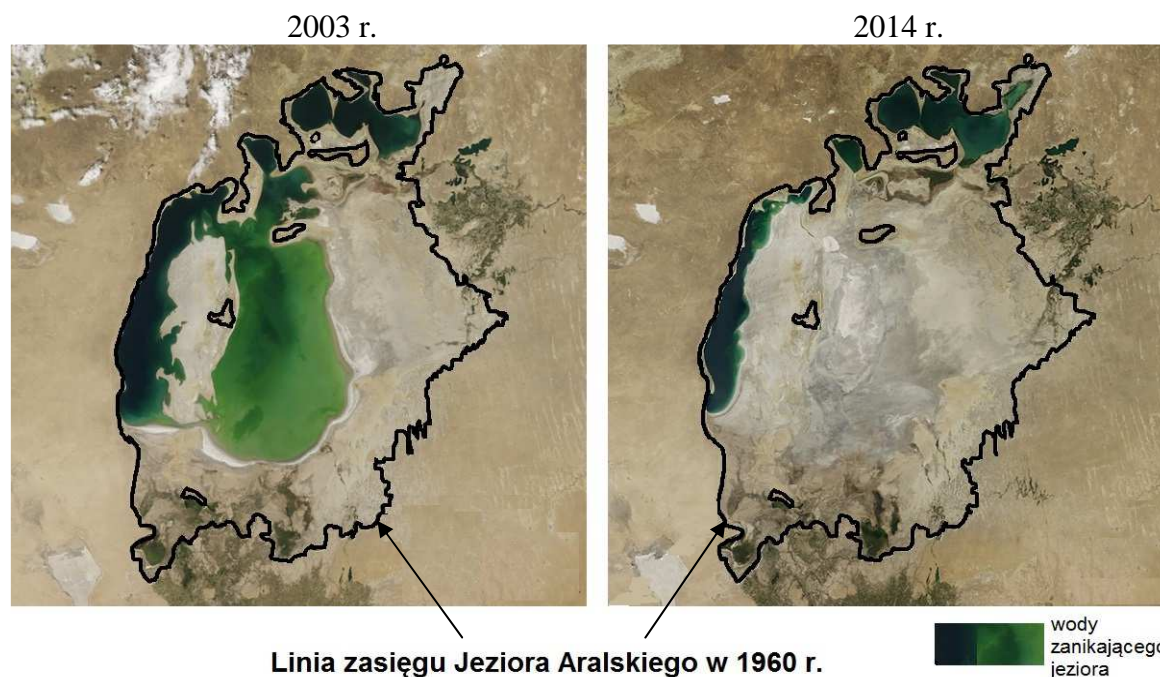 2003 r.
2014 r.
Linia zasięgu Jeziora Aralskiego w 1960 r.
wody
zanikającego
jeziora